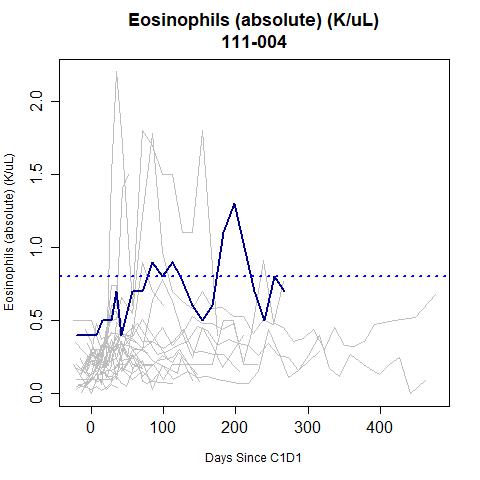 Eosinophils (absolute) (K/uL)
111-004
Eosinophils (absolute) (K/uL)
2.0
1.5
1.0
0.5
0.0
0 100 200 300 400
Days Since C1D1